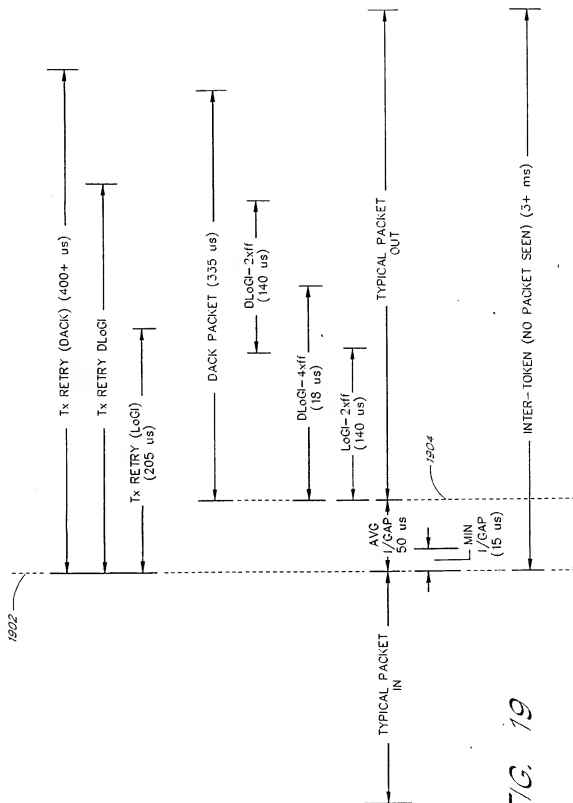 1902
Tx RETRY (DACK) (400+ us)
Tx RETRY DLoGI
Tx RETRY (LoGI)
(205 us)
DACK PACKET (335 us)
DLoGI-2xff
(140 us)
DLoGI-4xff
(18 us)
LoGI-2xff
(140 us)
1904
TYPICAL PACKET
IN
AVG
I/GAP
50 us
TYPICAL PACKET
OUT
MIN
I/GAP
(15 us)
INTER-TOKEN (NO PACKET SEEN) (3+ ms)
FIG. 19